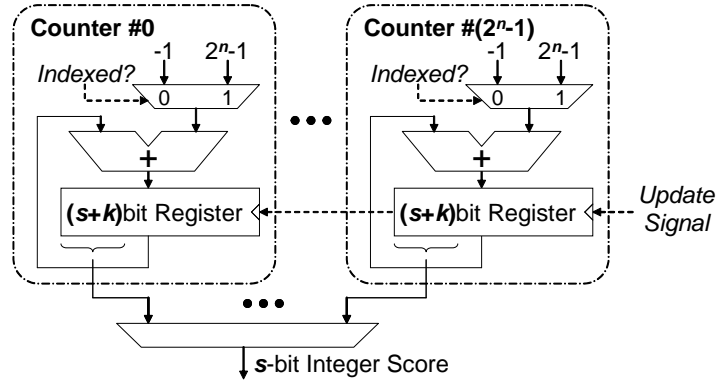 Counter #0
Counter #(2ⁿ-1)
-1 2ⁿ-1
-1 2ⁿ-1
Indexed?
Indexed?
0 1
0 1
+
+
(s+k)bit Register
(s+k)bit Register
Update
Signal
s-bit Integer Score